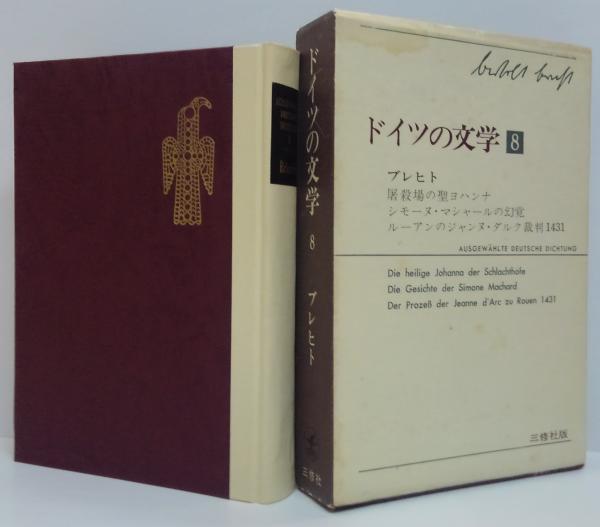 ドイツの文学
8
ブレヒト
三修社
bertolt brecht
ドイツの文学 8
ブレヒト
屠殺場の聖ヨハンナ
シモーヌ・マシャールの幻覚
ルーアンのジャンヌ・ダルク裁判1431
AUSGEWÄHLTE DEUTSCHE DICHTUNG
Die heilige Johanna der Schlachthofe
Die Gesichte der Simone Machard
Der Prozeß der Jeanne d'Arc zu Rouen 1431
三修社版